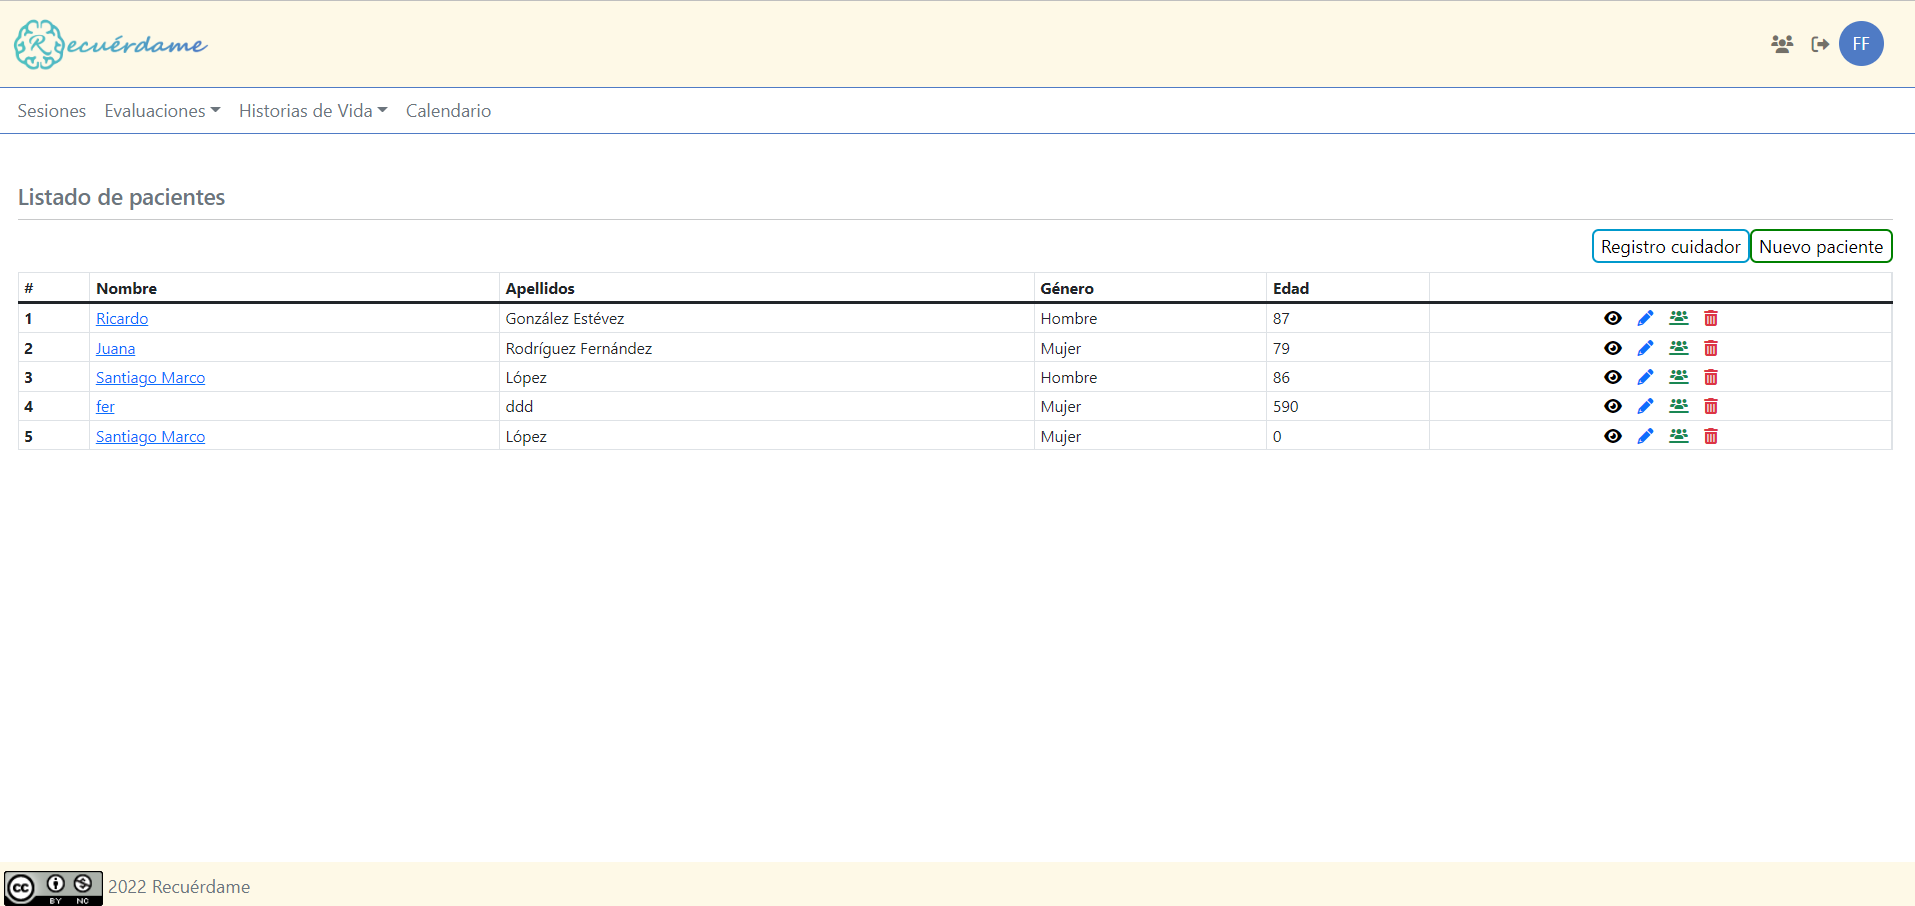 Recuérdame
FF
Sesiones Evaluaciones Historias de Vida Calendario
Listado de pacientes
Registro cuidador Nuevo paciente
# Nombre Apellidos Género Edad
1 Ricardo González Estévez Hombre 87
2 Juana Rodríguez Fernández Mujer 79
3 Santiago Marco López Hombre 86
4 fer ddd Mujer 590
5 Santiago Marco López Mujer 0
cc BY NC 2022 Recuérdame